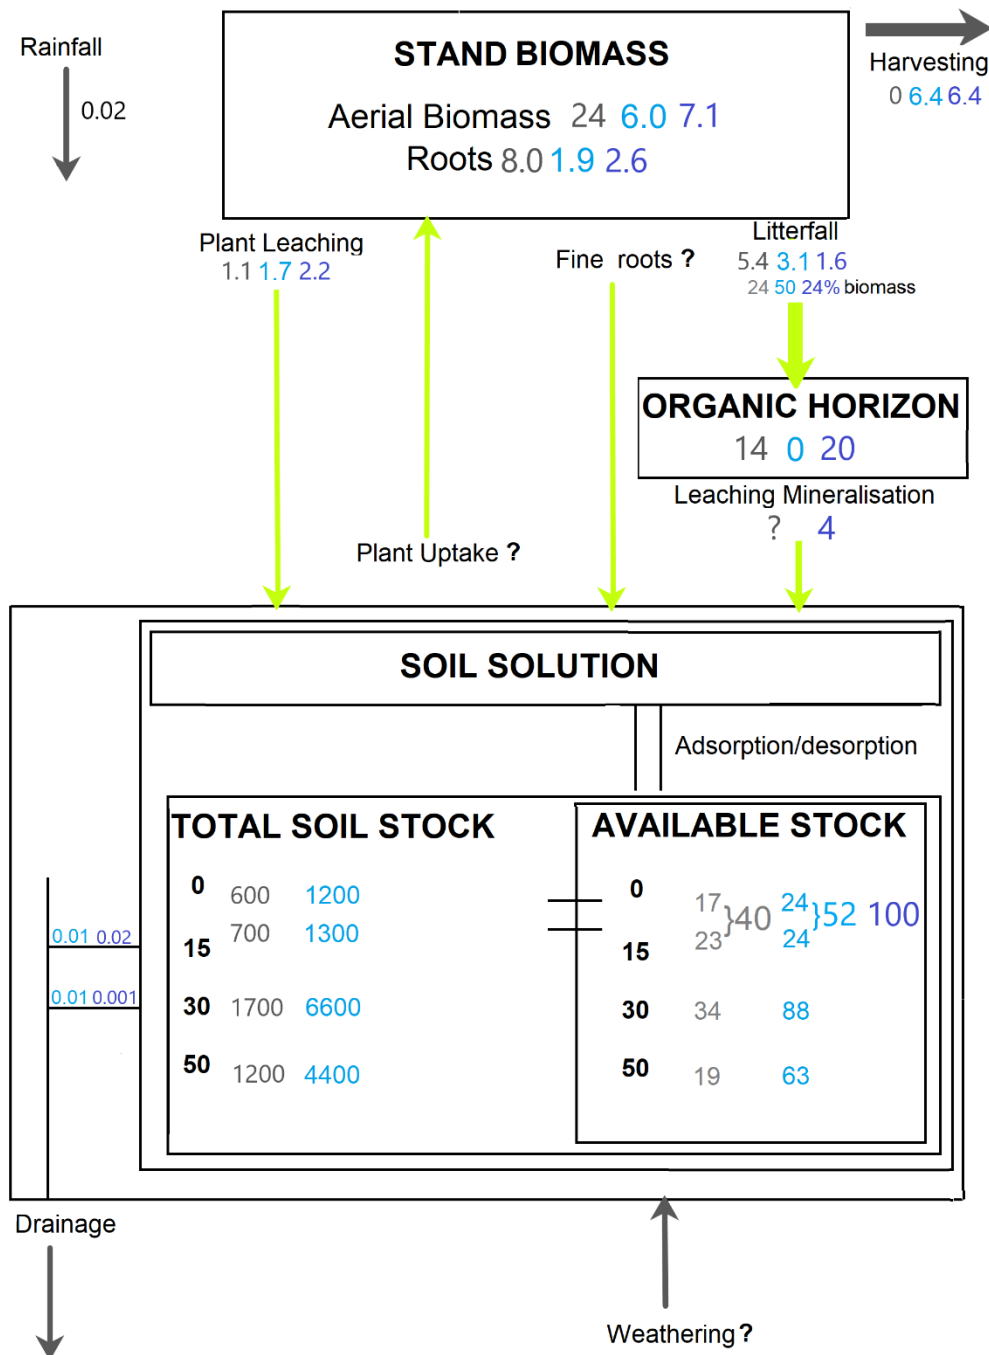 Rainfall
0.02
STAND BIOMASS
Aerial Biomass 24 6.0 7.1
Roots 8.0 1.9 2.6
Harvesting
0 6.4 6.4
Plant Leaching
1.1 1.7 2.2
Fine roots ?
Litterfall
5.4 3.1 1.6
24 50 24% biomass
ORGANIC HORIZON
14 0 20
Leaching Mineralisation
? 4
Plant Uptake ?
SOIL SOLUTION
Adsorption/desorption
TOTAL SOIL STOCK
0 600 1200
700 1300
15
30 1700 6600
50 1200 4400
AVAILABLE STOCK
0
17 24
}40 }52 100
23 24
15
30 34 88
50 19 63
0.01 0.02
0.01 0.001
Drainage
Weathering ?